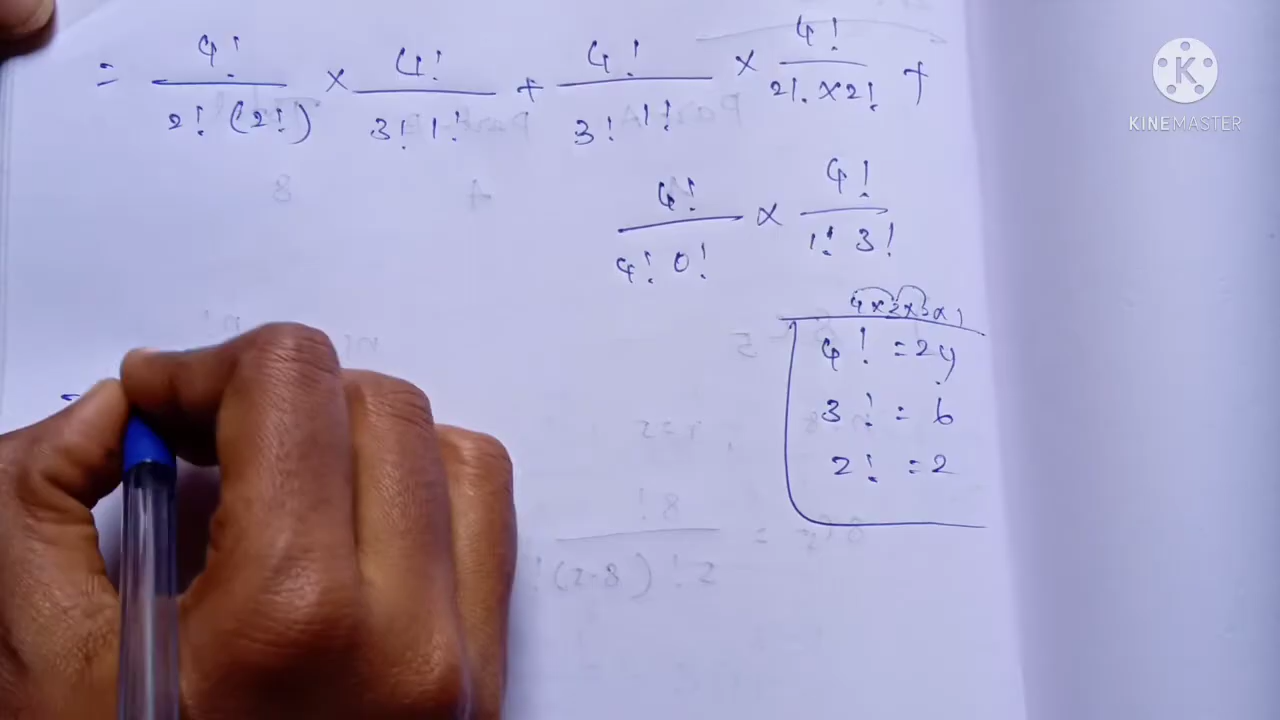 = 4!/2! (2!) × 4!/3! 1! + 4!/3! 1! × 4!/2! × 2! +
4!/4! 0! × 4!/1! 3!
4×2×3×1
4! = 24
3! = 6
2! = 2
KINEMASTER